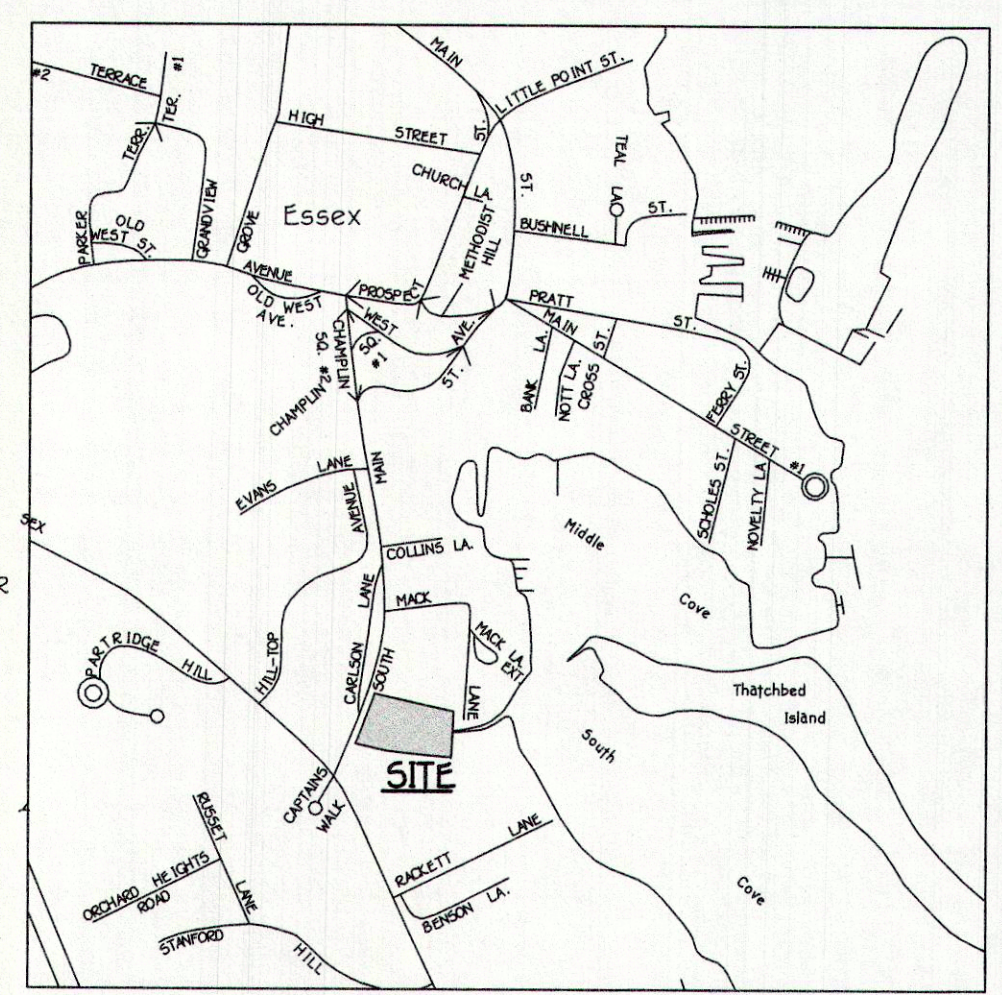 MAIN
LITTLE POINT ST.
#2
TERRACE
TER. #1
TERR.
HIGH
STREET
ST.
CHURCH LA.
TEAL LA.
ST.
PARKER
OLD
WEST ST.
GRANDVIEW
GROVE
Essex
METHODIST
HILL
BUSHNELL
ST.
AVENUE
OLD WEST
AVE.
PROSPECT
PRATT
ST.
WEST
AVE.
MAIN
ST.
CHAMPLIN
SQ. #2
CHAMPLIN
SQ.
#1
ST.
BANK LA.
NOTT LA.
CROSS
FERRY ST.
STREET
#1
SCHOLES ST.
NOVELTY LA
EVANS
LANE
MAIN
AVENUE
COLLINS LA.
Middle
Cove
SEX
R
LANE
MACK
MACK LA.
EXT.
LANE
PARTRIDGE
HILL
HILL-TOP
CARLSON
SOUTH
Thatchbed
Island
South
Cove
SITE
CAPTAINS
WALK
RUSSET
LANE
ORCHARD HEIGHTS
ROAD
STANFORD
HILL
RACKETT
LANE
BENSON LA.